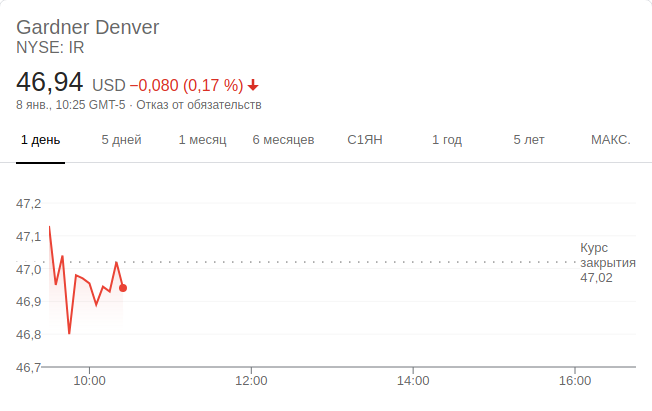 Gardner Denver
NYSE: IR
46,94 USD −0,080 (0,17 %)
8 янв., 10:25 GMT-5 · Отказ от обязательств
1 день 5 дней 1 месяц 6 месяцев С1ЯН 1 год 5 лет МАКС.
47,2
47,1
47,0
46,9
46,8
46,7
Курс
закрытия
47,02
10:00 12:00 14:00 16:00